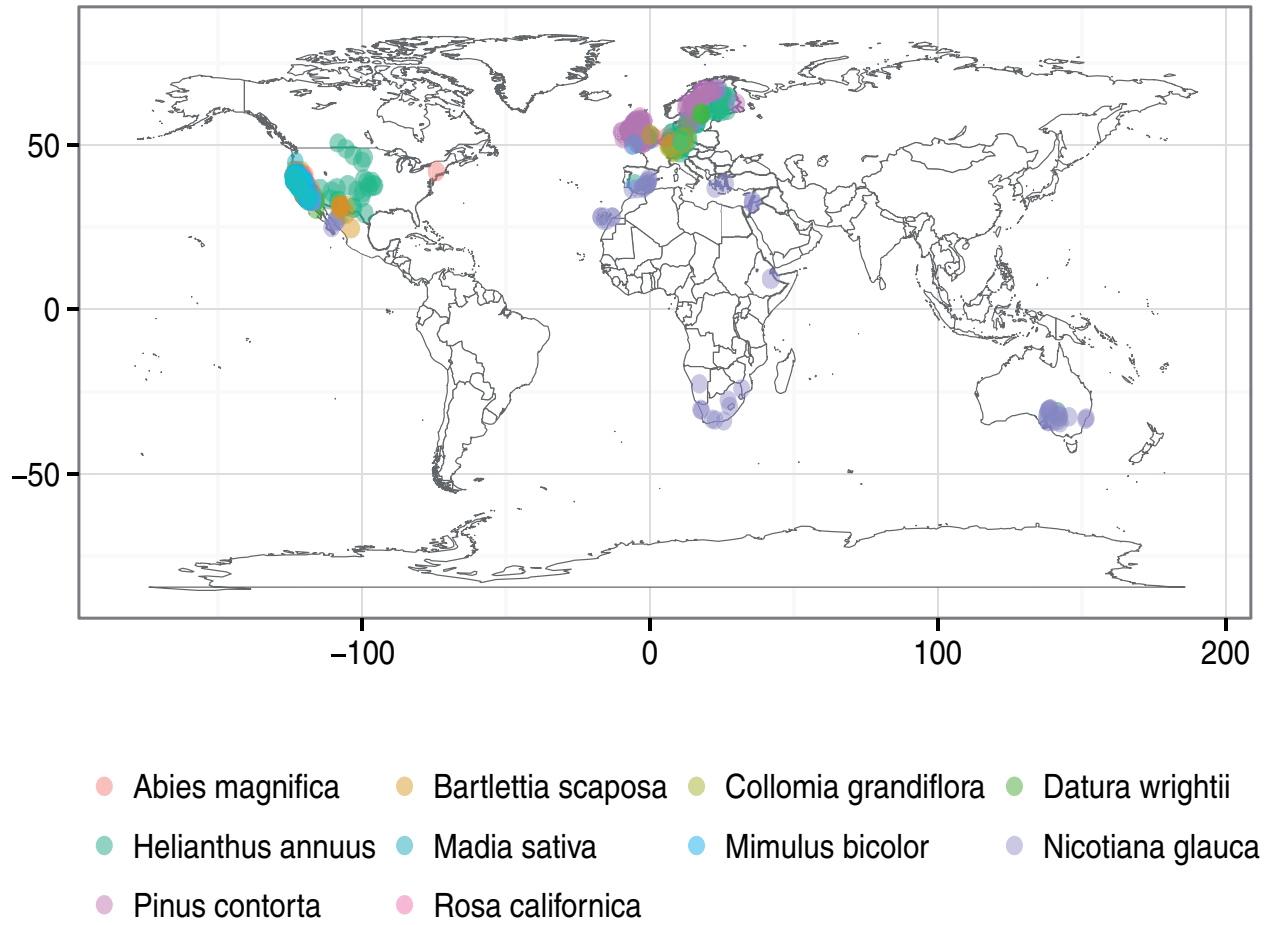 50
0
−50
−100 0 100 200
Abies magnifica Bartlettia scaposa Collomia grandiflora Datura wrightii
Helianthus annuus Madia sativa Mimulus bicolor Nicotiana glauca
Pinus contorta Rosa californica